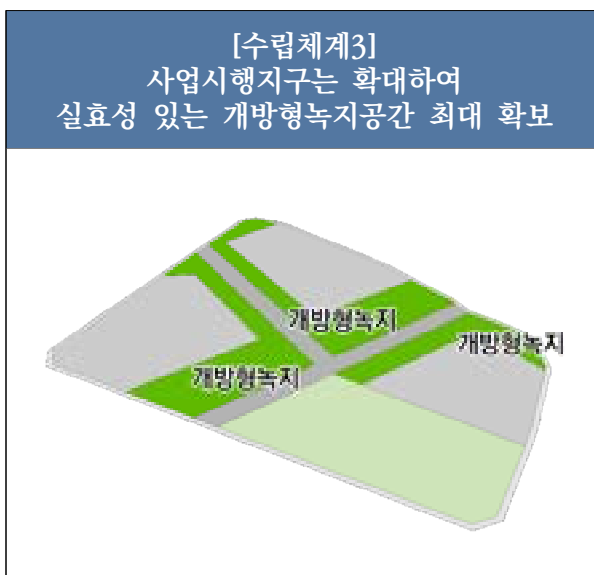 [수립체계3]
사업시행지구는 확대하여
실효성 있는 개방형녹지공간 최대 확보
개방형녹지
개방형녹지
개방형녹지